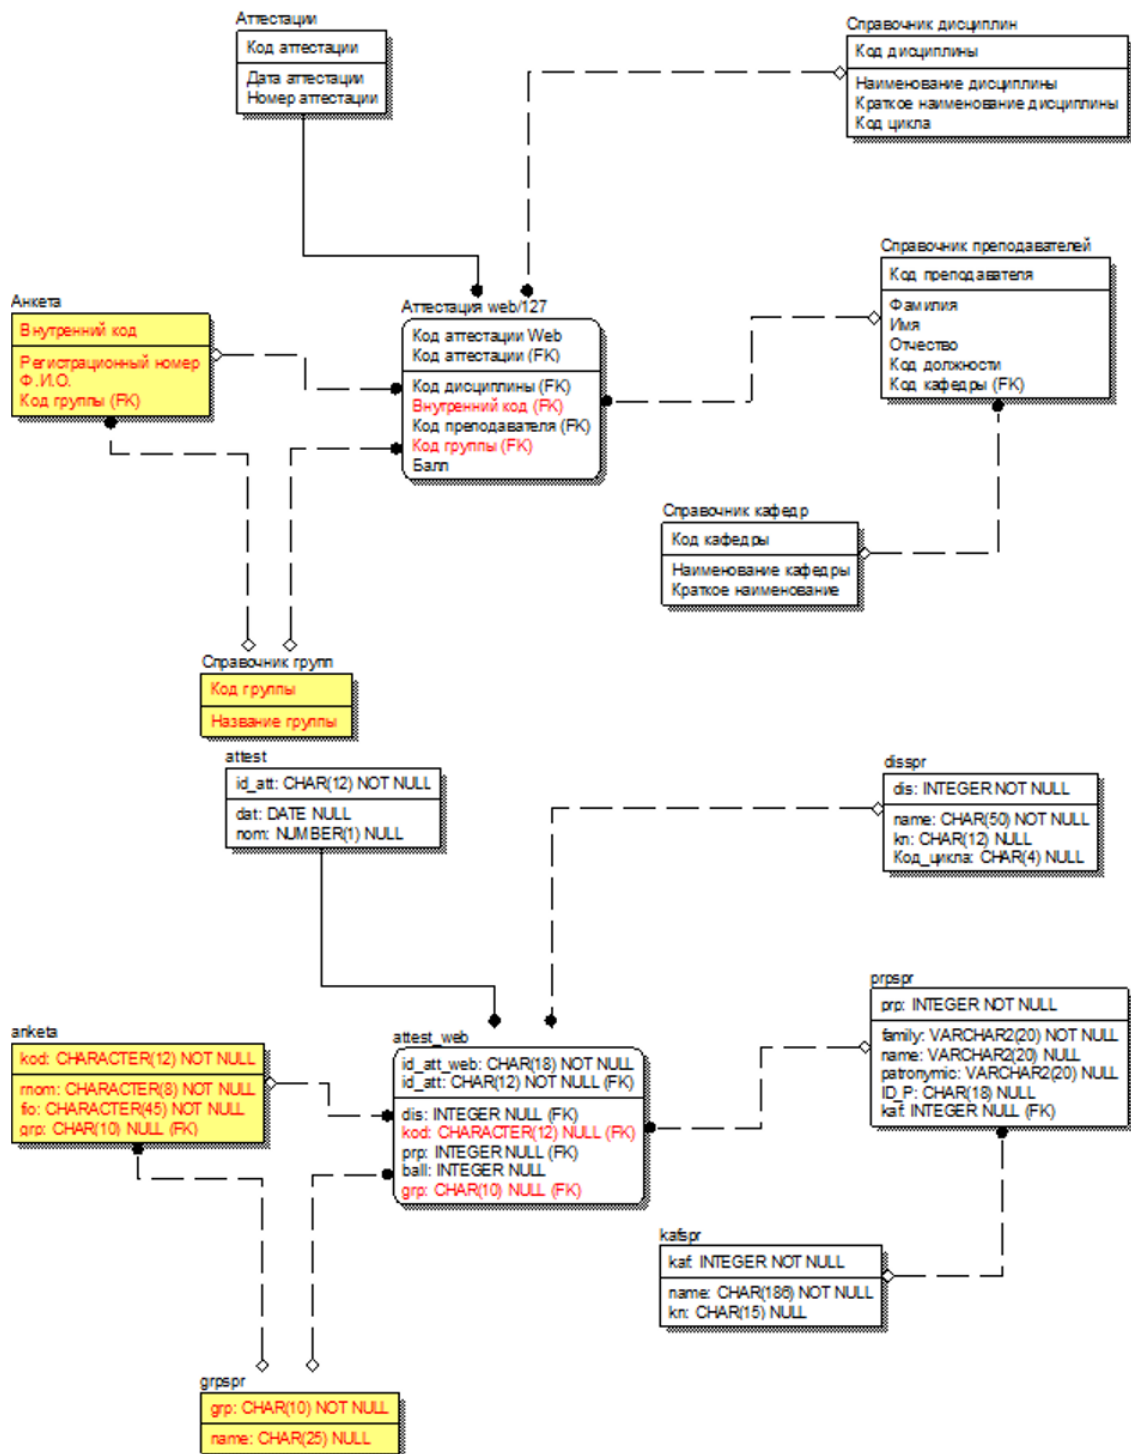 Аттестации
Код аттестации
Дата аттестации
Номер аттестации
Справочник дисциплин
Код дисциплины
Наименование дисциплины
Краткое наименование дисциплины
Код цикла
Справочник преподавателей
Код преподавателя
Фамилия
Имя
Отчество
Код должности
Код кафедры (FK)
Анкета
Внутренний код
Регистрационный номер
Ф.И.О.
Код группы (FK)
Аттестация web/127
Код аттестации Web
Код аттестации (FK)
Код дисциплины (FK)
Внутренний код (FK)
Код преподавателя (FK)
Код группы (FK)
Балл
Справочник кафедр
Код кафедры
Наименование кафедры
Краткое наименование
Справочник групп
Код группы
Название группы
attest
id_att: CHAR(12) NOT NULL
dat: DATE NULL
nom: NUMBER(1) NULL
disspr
dis: INTEGER NOT NULL
name: CHAR(50) NOT NULL
kn: CHAR(12) NULL
Код_цикла: CHAR(4) NULL
prpspr
prp: INTEGER NOT NULL
family: VARCHAR2(20) NOT NULL
name: VARCHAR2(20) NULL
patronymic: VARCHAR2(20) NULL
ID_P: CHAR(18) NULL
kaf: INTEGER NULL (FK)
anketa
kod: CHARACTER(12) NOT NULL
rnom: CHARACTER(8) NOT NULL
fio: CHARACTER(45) NOT NULL
grp: CHAR(10) NULL (FK)
attest_web
id_att_web: CHAR(18) NOT NULL
id_att: CHAR(12) NOT NULL (FK)
dis: INTEGER NULL (FK)
kod: CHARACTER(12) NULL (FK)
prp: INTEGER NULL (FK)
ball: INTEGER NULL
grp: CHAR(10) NULL (FK)
kafspr
kaf: INTEGER NOT NULL
name: CHAR(186) NOT NULL
kn: CHAR(15) NULL
grpspr
grp: CHAR(10) NOT NULL
name: CHAR(25) NULL